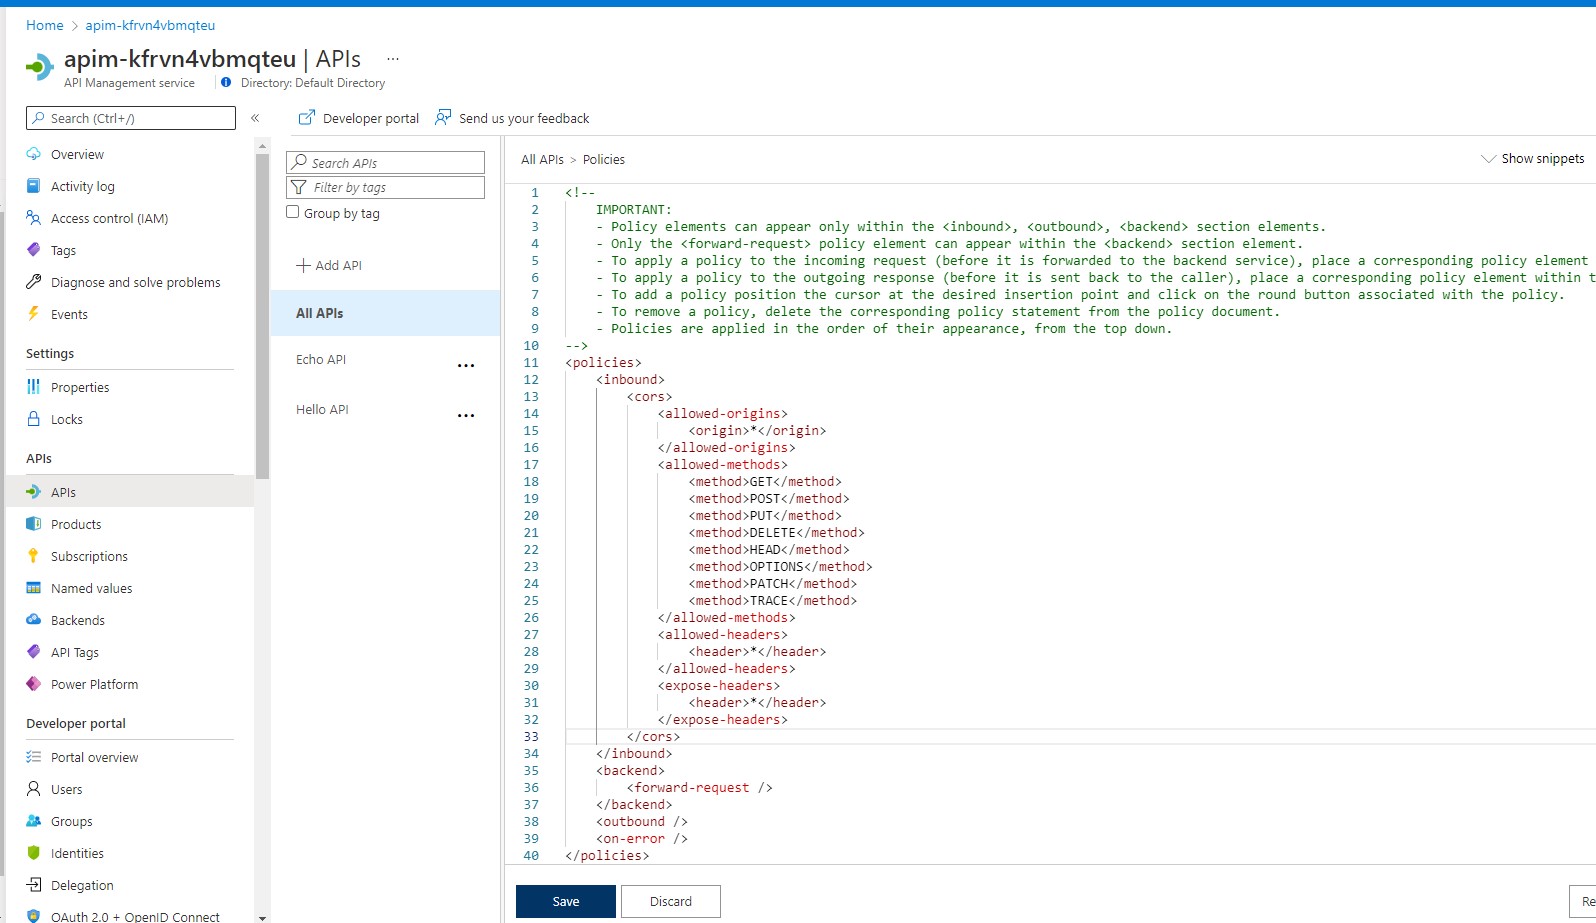 Home > apim-kfrvn4vbmqteu
apim-kfrvn4vbmqteu | APIs ...
API Management service
Directory: Default Directory
Search (Ctrl+/)
«
Overview
Activity log
Access control (IAM)
Tags
Diagnose and solve problems
Events
Settings
Properties
Locks
APIs
APIs
Products
Subscriptions
Named values
Backends
API Tags
Power Platform
Developer portal
Portal overview
Users
Groups
Identities
Delegation
OAuth 2.0 + OpenID Connect
Developer portal
Send us your feedback
Search APIs
Filter by tags
Group by tag
+ Add API
All APIs
Echo API ...
Hello API ...
All APIs > Policies
Show snippets
1 <!--
2 IMPORTANT:
3 - Policy elements can appear only within the <inbound>, <outbound>, <backend> section elements.
4 - Only the <forward-request> policy element can appear within the <backend> section element.
5 - To apply a policy to the incoming request (before it is forwarded to the backend service), place a corresponding policy element
6 - To apply a policy to the outgoing response (before it is sent back to the caller), place a corresponding policy element within t
7 - To add a policy position the cursor at the desired insertion point and click on the round button associated with the policy.
8 - To remove a policy, delete the corresponding policy statement from the policy document.
9 - Policies are applied in the order of their appearance, from the top down.
10 -->
11 <policies>
12 <inbound>
13 <cors>
14 <allowed-origins>
15 <origin>*</origin>
16 </allowed-origins>
17 <allowed-methods>
18 <method>GET</method>
19 <method>POST</method>
20 <method>PUT</method>
21 <method>DELETE</method>
22 <method>HEAD</method>
23 <method>OPTIONS</method>
24 <method>PATCH</method>
25 <method>TRACE</method>
26 </allowed-methods>
27 <allowed-headers>
28 <header>*</header>
29 </allowed-headers>
30 <expose-headers>
31 <header>*</header>
32 </expose-headers>
33 </cors>
34 </inbound>
35 <backend>
36 <forward-request />
37 </backend>
38 <outbound />
39 <on-error />
40 </policies>
Save
Discard
Re